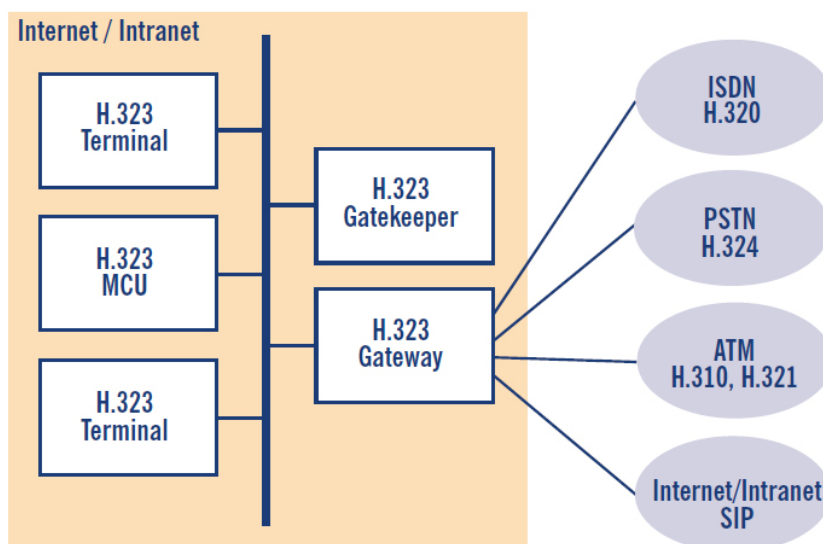 Internet / Intranet
H.323
Terminal
H.323
MCU
H.323
Terminal
H.323
Gatekeeper
H.323
Gateway
ISDN
H.320
PSTN
H.324
ATM
H.310, H.321
Internet/Intranet
SIP